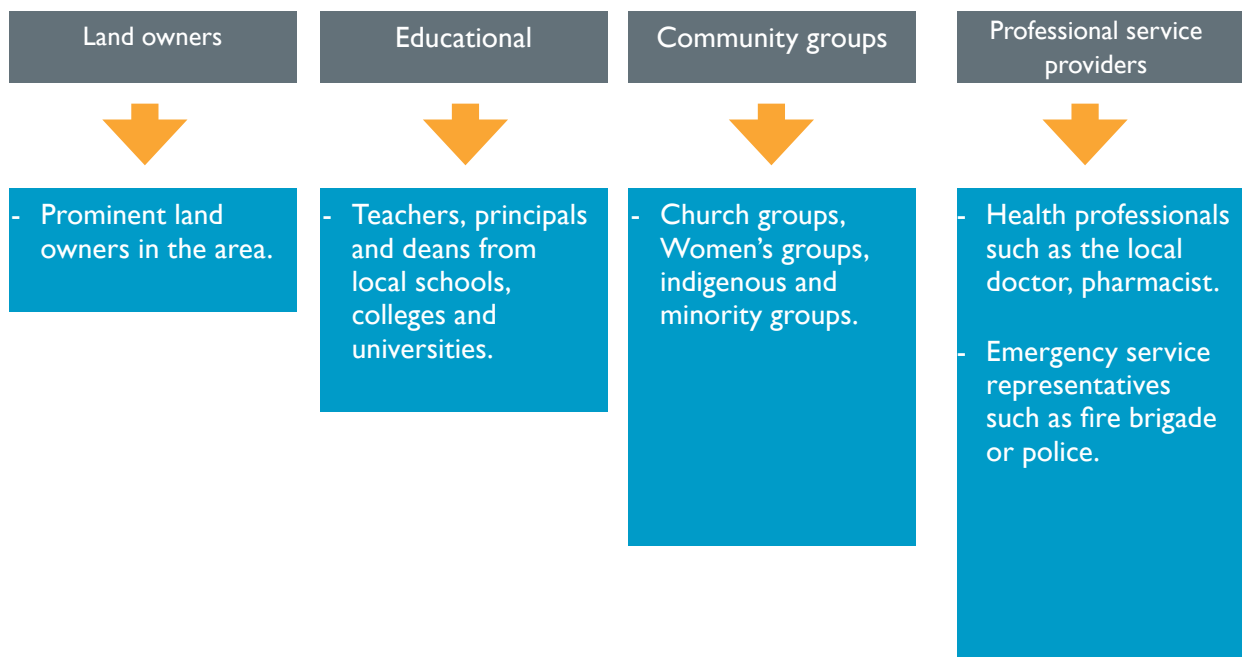 Land owners
Educational
Community groups
Professional service
providers
- Prominent land
owners in the area.
- Teachers, principals
and deans from
local schools,
colleges and
universities.
- Church groups,
Women’s groups,
indigenous and
minority groups.
- Health professionals
such as the local
doctor, pharmacist.
- Emergency service
representatives
such as fire brigade
or police.